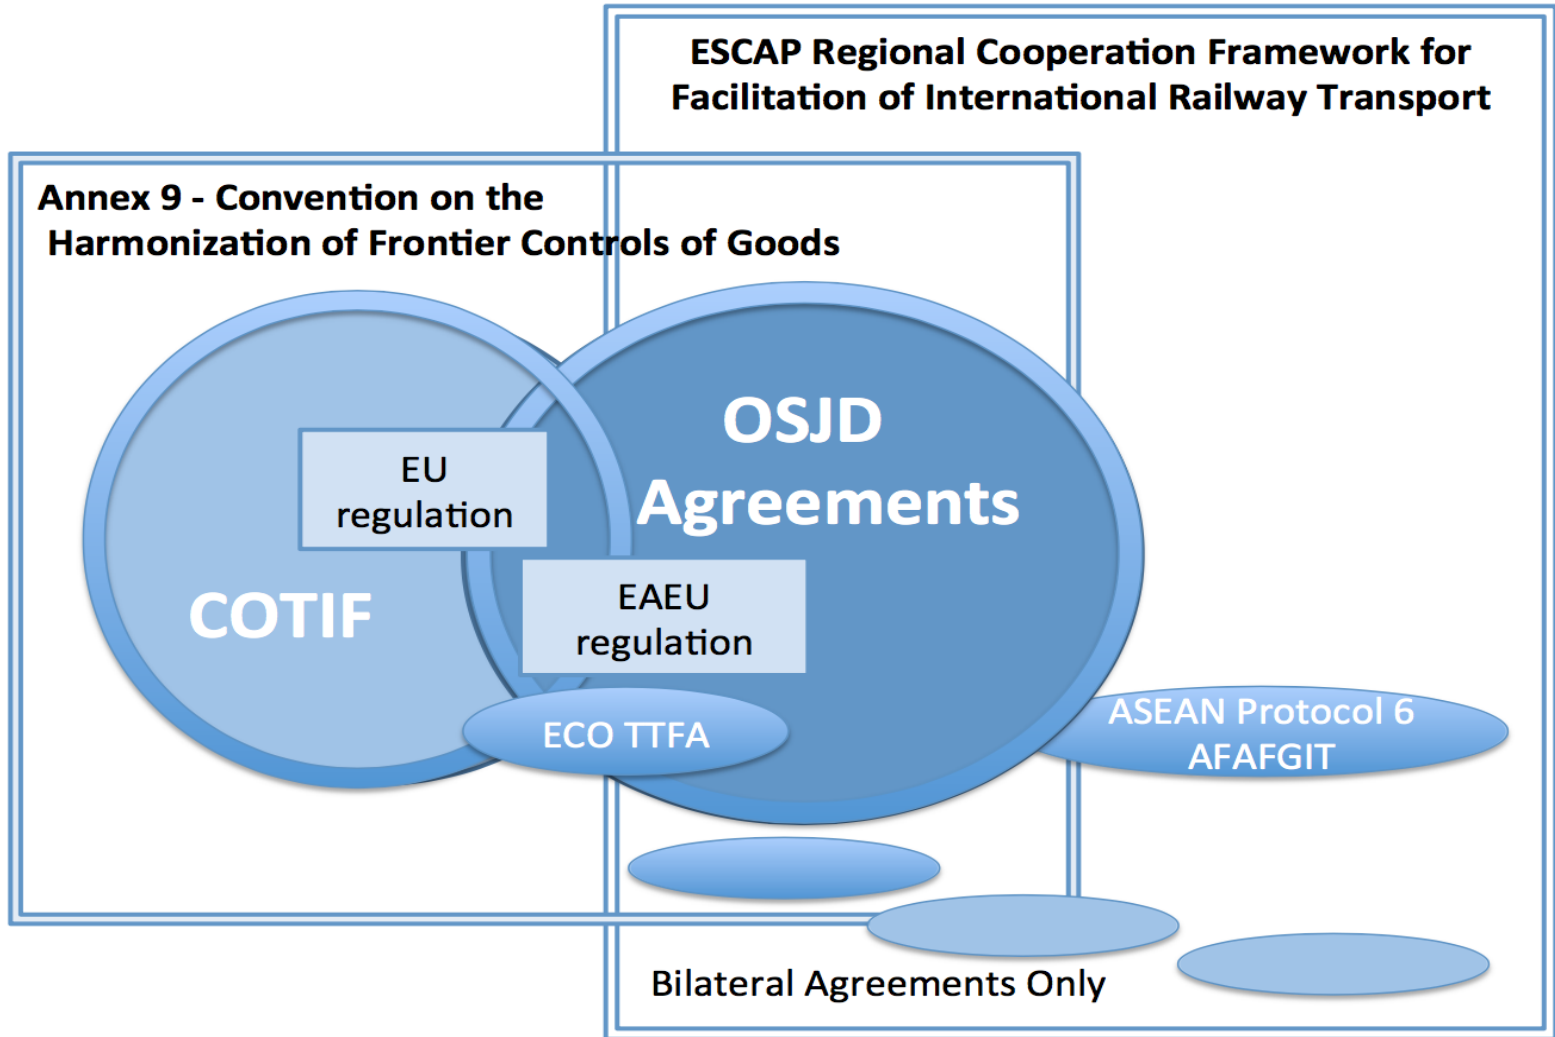 ESCAP Regional Cooperation Framework for
Facilitation of International Railway Transport
Annex 9 - Convention on the
Harmonization of Frontier Controls of Goods
OSJD
Agreements
EU
regulation
COTIF
EAEU
regulation
ECO TTFA
ASEAN Protocol 6
AFAFGIT
Bilateral Agreements Only